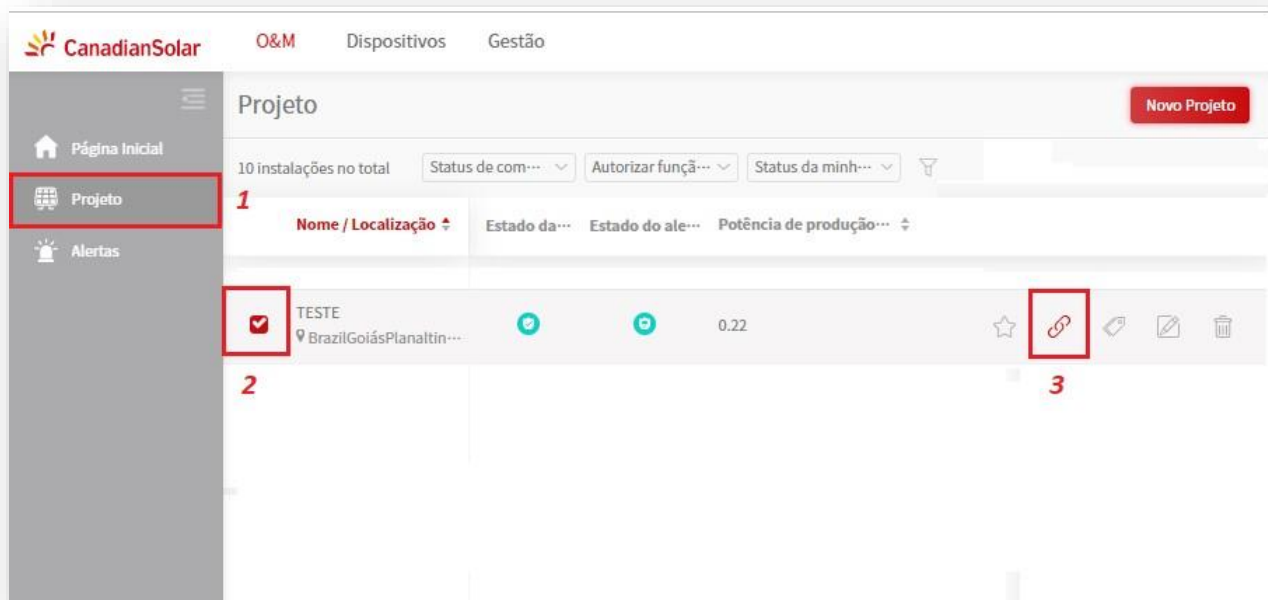 CanadianSolar
O&M Dispositivos Gestão
Projeto Novo Projeto
Página Inicial
10 instalações no total Status de com··· Autorizar funçã··· Status da minh···
Projeto 1
Nome / Localização Estado da··· Estado do ale··· Potência de produção···
Alertas
TESTE
BrazilGoiásPlanaltin··· 0.22
2 3